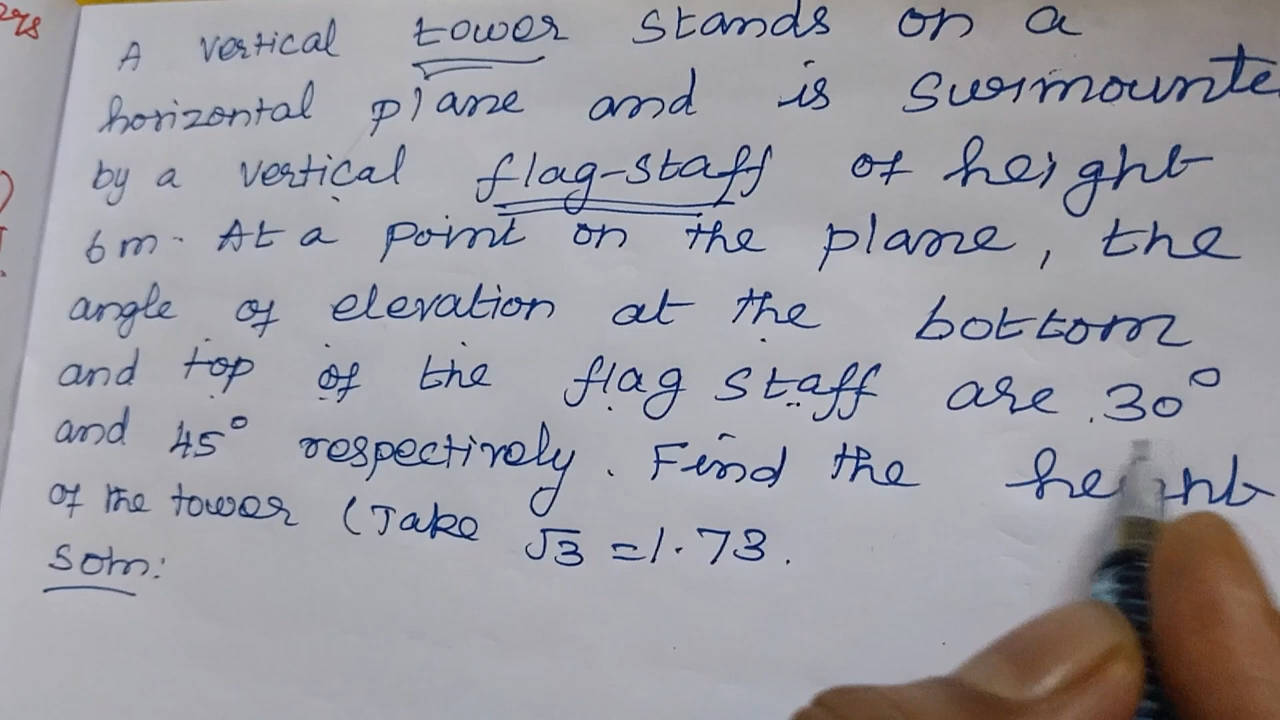 A vertical tower stands on a
horizontal plane and is surmounte
by a vertical flag-staff of height
6m. At a point on the plane, the
angle of elevation at the bottom
and top of the flag staff are 30°
and 45° respectively. Find the height
of the tower (Take √3 = 1.73.
Soln: